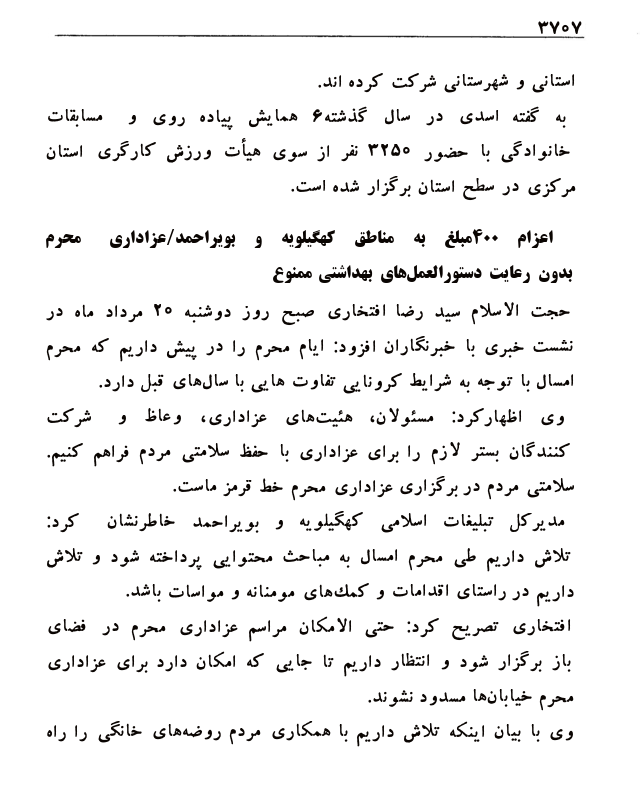 ۳۷۰۷
استانی و شهرستانی شرکت کرده اند.
به گفته اسدی در سال گذشته۶ همایش پیاده روی و مسابقات
خانوادگی با حضور ۳۲۵۰ نفر از سوی هیأت ورزش کارگری استان
مرکزی در سطح استان برگزار شده است.
اعزام ۴۰۰مبلغ به مناطق کهگیلویه و بویراحمد/عزاداری محرم
بدون رعایت دستورالعمل‌های بهداشتی ممنوع
حجت الاسلام سید رضا افتخاری صبح روز دوشنبه ۲۰ مرداد ماه در
نشست خبری با خبرنگاران افزود: ایام محرم را در پیش داریم که محرم
امسال با توجه به شرایط کرونایی تفاوت هایی با سال‌های قبل دارد.
وی اظهارکرد: مسئولان، هئیت‌های عزاداری، وعاظ و شرکت
کنندگان بستر لازم را برای عزاداری با حفظ سلامتی مردم فراهم کنیم.
سلامتی مردم در برگزاری عزاداری محرم خط قرمز ماست.
مدیرکل تبلیغات اسلامی کهگیلویه و بویراحمد خاطرنشان کرد:
تلاش داریم طی محرم امسال به مباحث محتوایی پرداخته شود و تلاش
داریم در راستای اقدامات و کمک‌های مومنانه و مواسات باشد.
افتخاری تصریح کرد: حتی الامکان مراسم عزاداری محرم در فضای
باز برگزار شود و انتظار داریم تا جایی که امکان دارد برای عزاداری
محرم خیابان‌ها مسدود نشوند.
وی با بیان اینکه تلاش داریم با همکاری مردم روضه‌های خانگی را راه